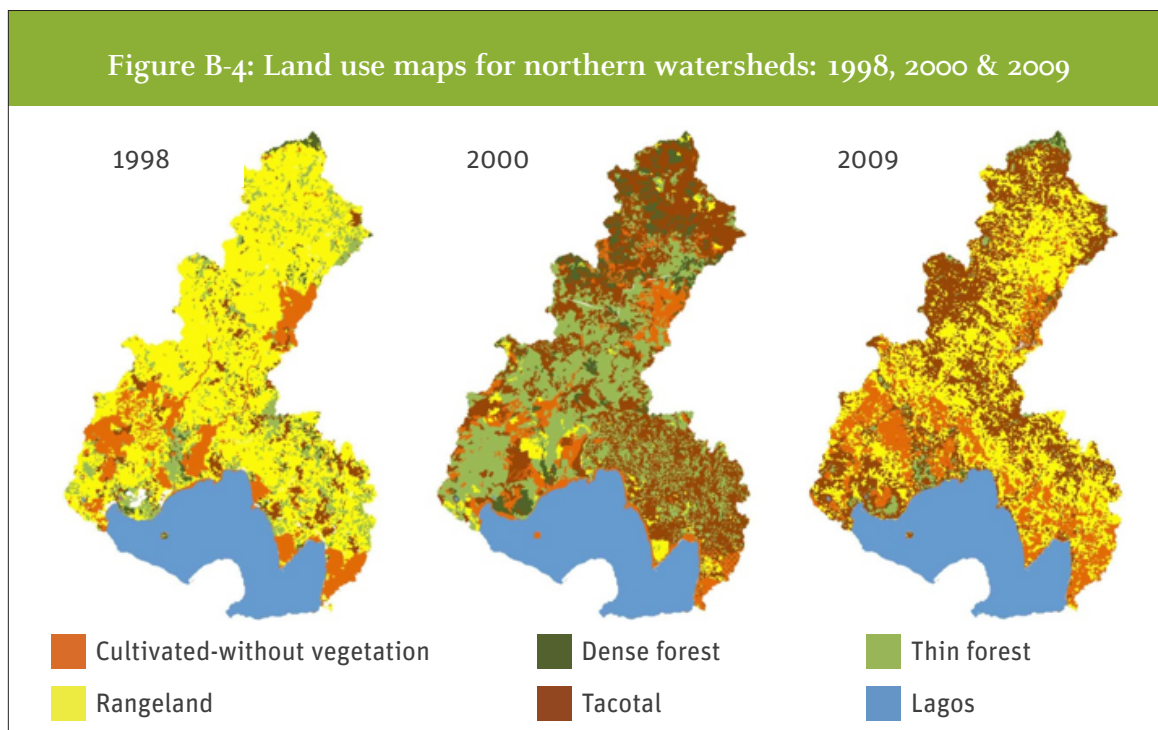 Figure B-4: Land use maps for northern watersheds: 1998, 2000 & 2009
1998
2000
2009
Cultivated-without vegetation
Dense forest
Thin forest
Rangeland
Tacotal
Lagos